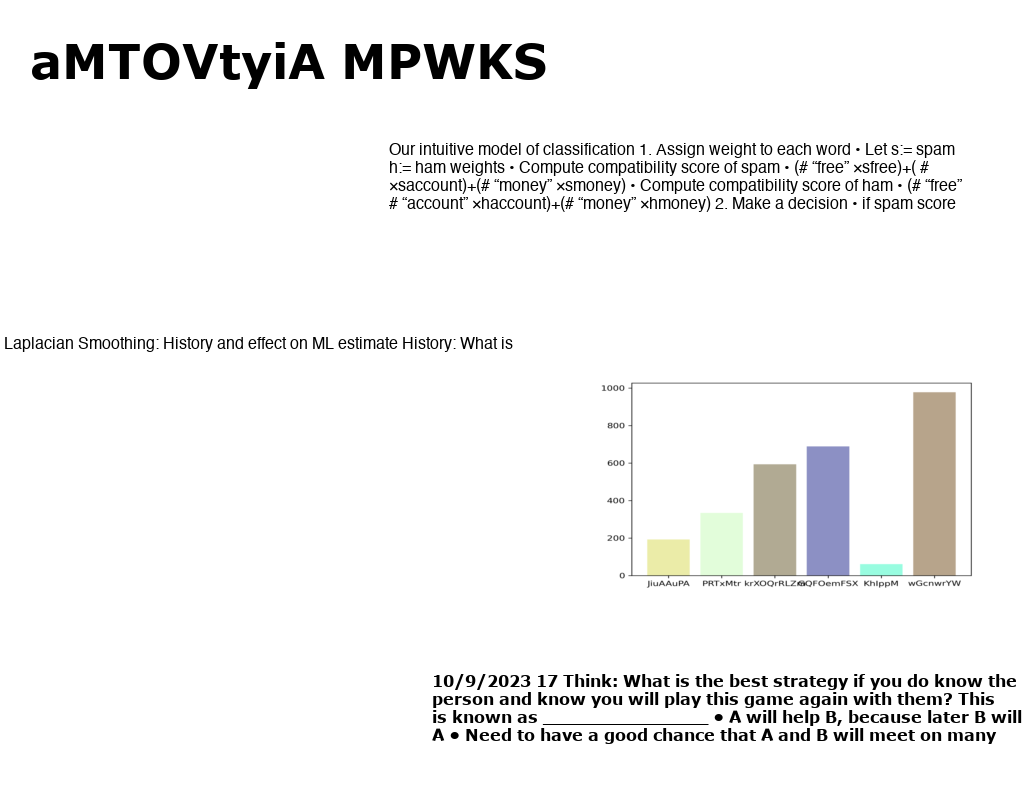 aMTOVtyiA MPWKS
Our intuitive model of classification 1. Assign weight to each word • Let s:= spam
h:= ham weights • Compute compatibility score of spam • (# “free” ×sfree)+( #
×saccount)+(# “money” ×smoney) • Compute compatibility score of ham • (# “free”
# “account” ×haccount)+(# “money” ×hmoney) 2. Make a decision • if spam score
Laplacian Smoothing: History and effect on ML estimate History: What is
1000
800
600
400
200
0
JiuAAuPA PRTxMtr KhIppM wGcnwrYW
10/9/2023 17 Think: What is the best strategy if you do know the
person and know you will play this game again with them? This
is known as _________________ • A will help B, because later B will
A • Need to have a good chance that A and B will meet on many